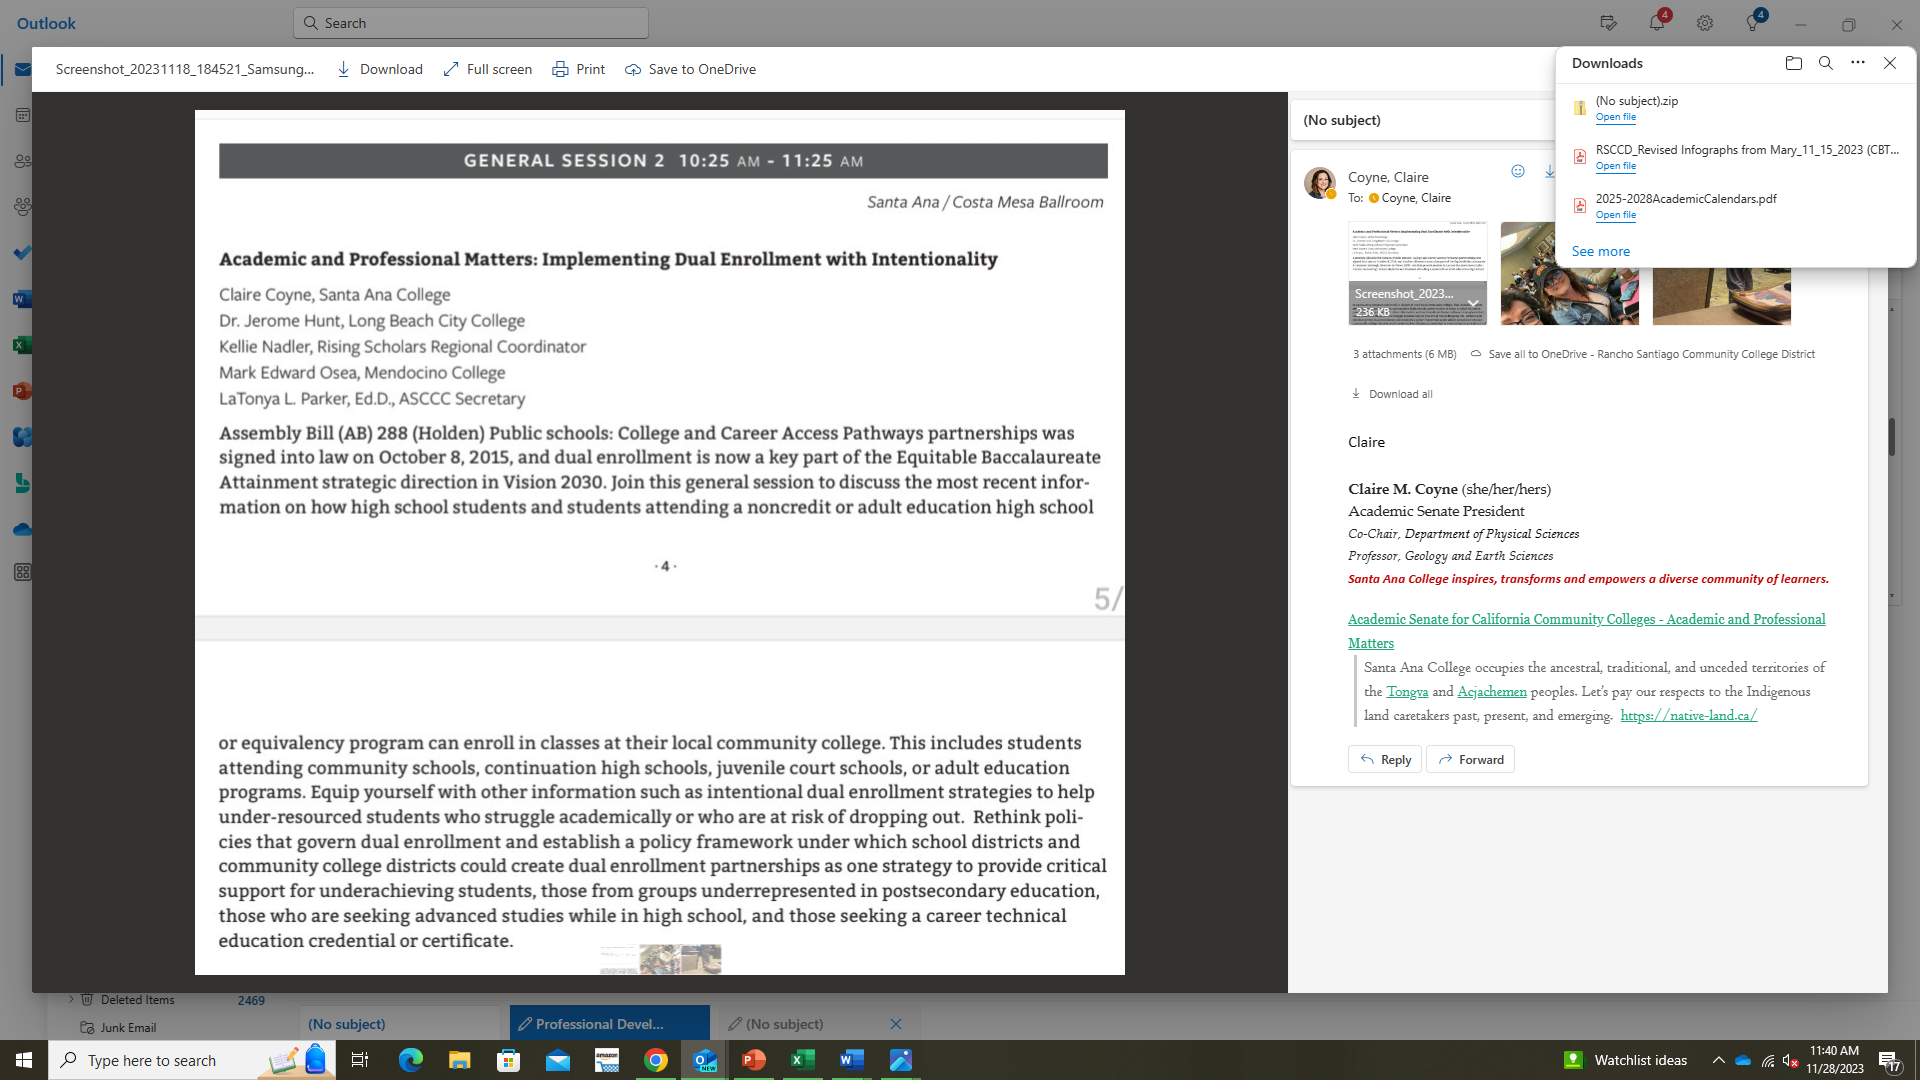 Outlook
Search
4
4
Screenshot_20231118_184521_Samsung...
Download
Full screen
Print
Save to OneDrive
Downloads
(No subject).zip
Open file
RSCCD_Revised Infographs from Mary_11_15_2023 (CBT...
Open file
2025-2028AcademicCalendars.pdf
Open file
See more
GENERAL SESSION 2 10:25 AM - 11:25 AM
Santa Ana / Costa Mesa Ballroom
Academic and Professional Matters: Implementing Dual Enrollment with Intentionality
Claire Coyne, Santa Ana College
Dr. Jerome Hunt, Long Beach City College
Kellie Nadler, Rising Scholars Regional Coordinator
Mark Edward Osea, Mendocino College
LaTonya L. Parker, Ed.D., ASCCC Secretary
Assembly Bill (AB) 288 (Holden) Public schools: College and Career Access Pathways partnerships was
signed into law on October 8, 2015, and dual enrollment is now a key part of the Equitable Baccalaureate
Attainment strategic direction in Vision 2030. Join this general session to discuss the most recent infor-
mation on how high school students and students attending a noncredit or adult education high school
· 4 ·
5/
or equivalency program can enroll in classes at their local community college. This includes students
attending community schools, continuation high schools, juvenile court schools, or adult education
programs. Equip yourself with other information such as intentional dual enrollment strategies to help
under-resourced students who struggle academically or who are at risk of dropping out. Rethink poli-
cies that govern dual enrollment and establish a policy framework under which school districts and
community college districts could create dual enrollment partnerships as one strategy to provide critical
support for underachieving students, those from groups underrepresented in postsecondary education,
those who are seeking advanced studies while in high school, and those seeking a career technical
education credential or certificate.
(No subject)
Coyne, Claire
To: Coyne, Claire
Screenshot_2023...
236 KB
3 attachments (6 MB)
Save all to OneDrive - Rancho Santiago Community College District
Download all
Claire
Claire M. Coyne (she/her/hers)
Academic Senate President
Co-Chair, Department of Physical Sciences
Professor, Geology and Earth Sciences
Santa Ana College inspires, transforms and empowers a diverse community of learners.
Academic Senate for California Community Colleges - Academic and Professional
Matters
Santa Ana College occupies the ancestral, traditional, and unceded territories of
the Tongva and Acjachemen peoples. Let's pay our respects to the Indigenous
land caretakers past, present, and emerging. https://native-land.ca/
Reply
Forward
Deleted Items
2469
Junk Email
(No subject)
Professional Devel...
(No subject)
Type here to search
amazon
NEW
Watchlist ideas
11:40 AM
11/28/2023
17